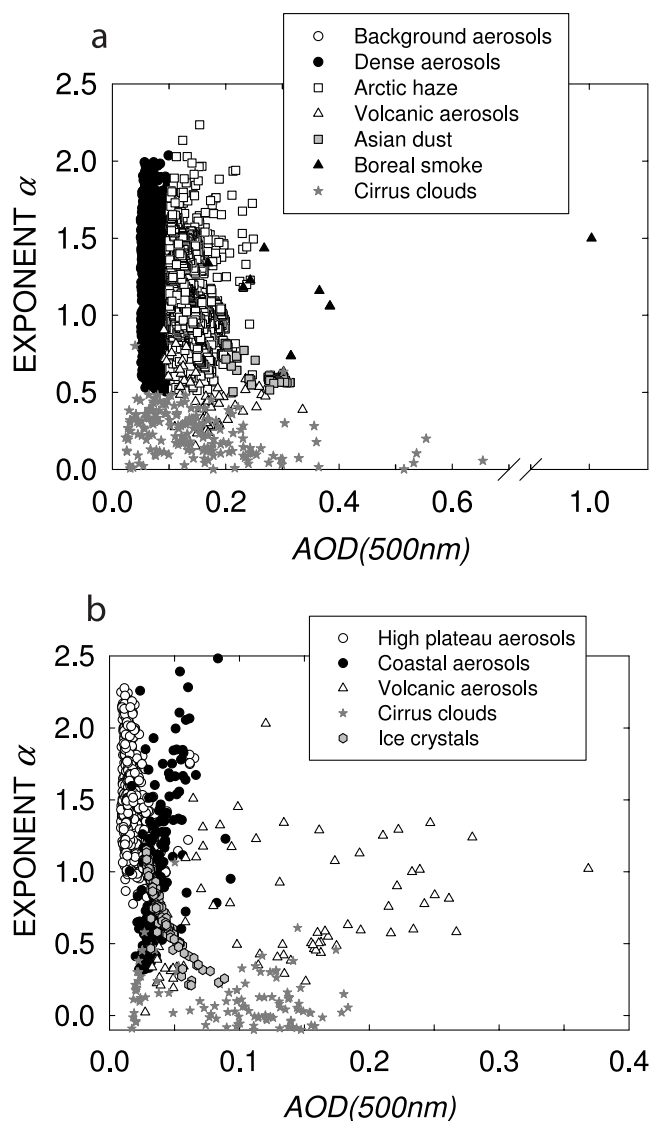 a
Background aerosols
Dense aerosols
Arctic haze
Volcanic aerosols
Asian dust
Boreal smoke
Cirrus clouds
2.5
2.0
1.5
1.0
0.5
0.0
EXPONENT α
0.0 0.2 0.4 0.6 1.0
AOD(500nm)
b
High plateau aerosols
Coastal aerosols
Volcanic aerosols
Cirrus clouds
Ice crystals
2.5
2.0
1.5
1.0
0.5
0.0
EXPONENT α
0.0 0.1 0.2 0.3 0.4
AOD(500nm)